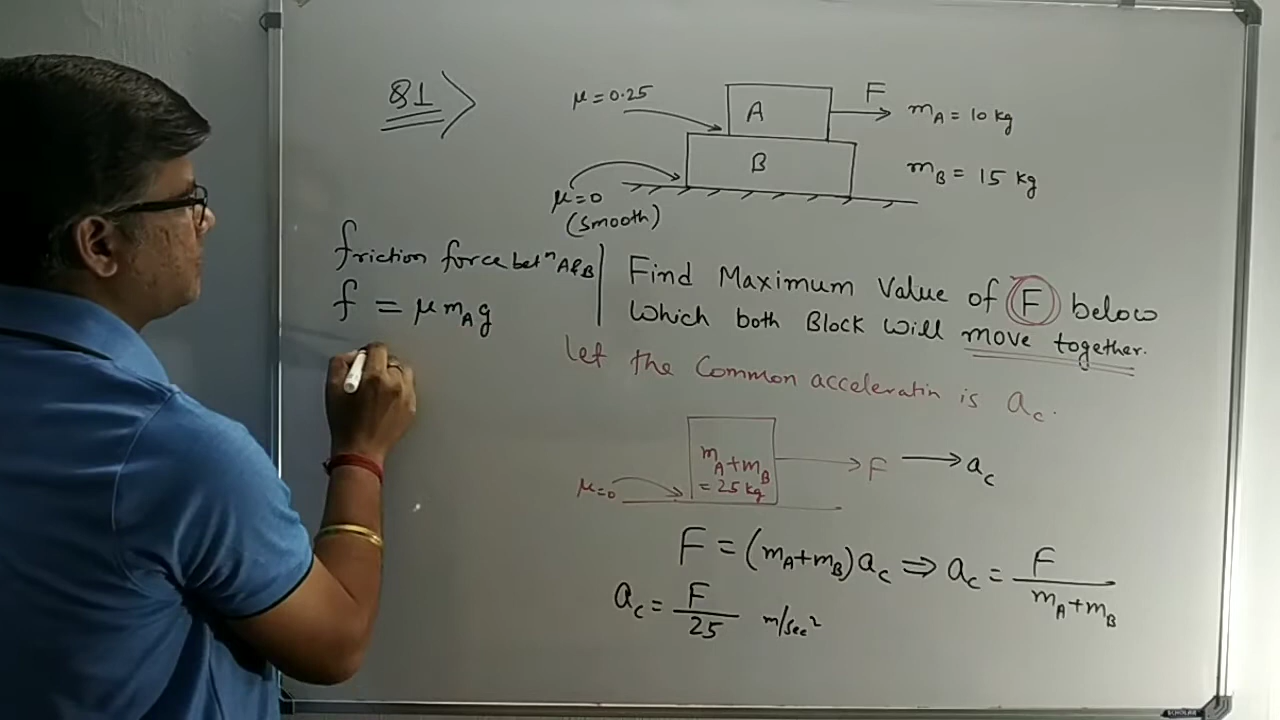 Q1
μ = 0.25
A
F
m_A = 10 kg
B
m_B = 15 kg
μ=0
(Smooth)
friction force betⁿ A&B
f = μ m_A g
Find Maximum Value of F below
which both Block will move together.
let the Common acceleratin is a_c.
m_A+m_B
= 25 kg
F → a_c
μ=0
F = (m_A+m_B)a_c ⇒ a_c = F / (m_A+m_B)
a_c = F / 25 m/sec²